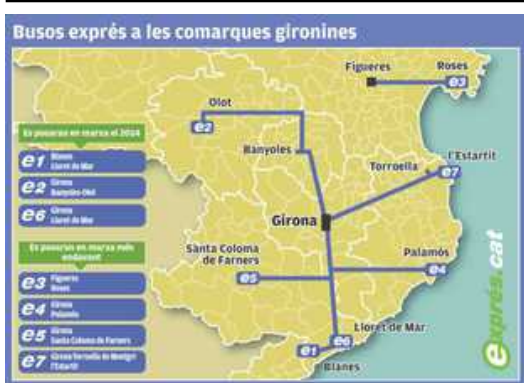 Busos exprés a les comarques gironines
Figueres
Roses
e3
Olot
e2
Banyoles
l'Estartit
Torroella
e7
Girona
Santa Coloma
de Farners
e5
Palamós
e4
Lloret de Mar
e6
e1
Blanes
Es posaran en marxa el 2014
e1 Blanes
Lloret de Mar
e2 Girona
Banyoles-Olot
e6 Girona
Lloret de Mar
Es posaran en marxa més
endavant
e3 Figueres
Roses
e4 Girona
Palamós
e5 Girona
Santa Coloma de Farners
e7 Girona-Torroella de Montgrí
l'Estartit
exprés.cat